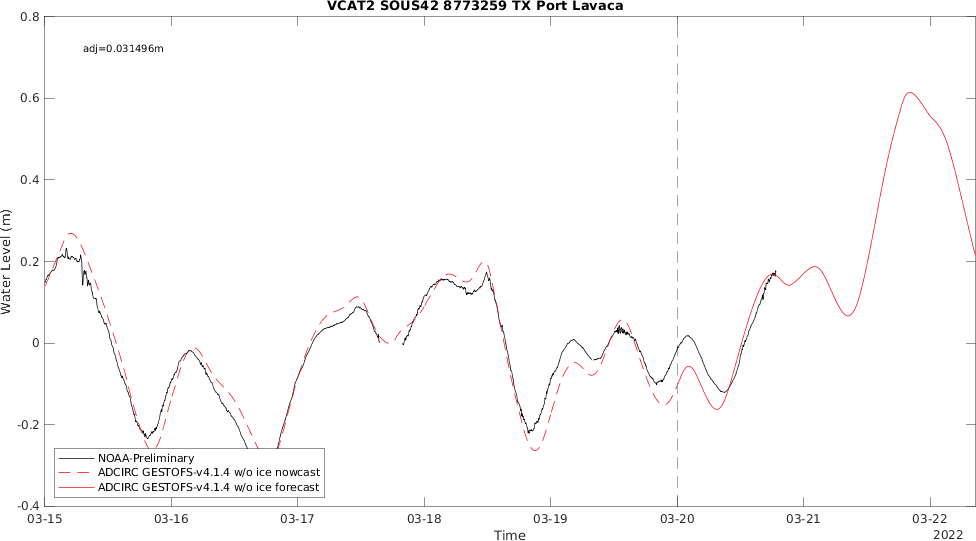 VCAT2 SOUS42 8773259 TX Port Lavaca
adj=0.031496m
Water Level (m)
0.8
0.6
0.4
0.2
0
-0.2
-0.4
NOAA-Preliminary
ADCIRC GESTOFS-v4.1.4 w/o ice nowcast
ADCIRC GESTOFS-v4.1.4 w/o ice forecast
03-15 03-16 03-17 03-18 03-19 03-20 03-21 03-22
Time
2022